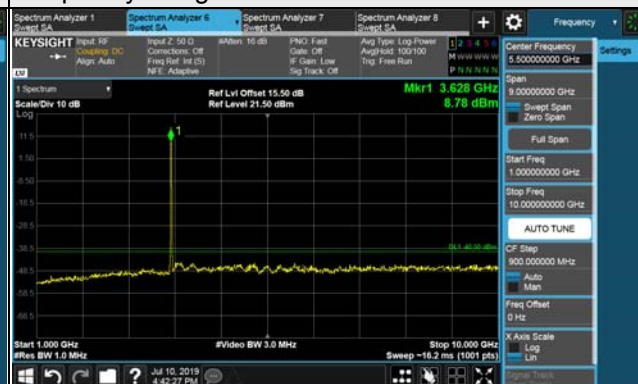 Spectrum Analyzer 1
Swept SA
Spectrum Analyzer 6
Swept SA
Spectrum Analyzer 7
Swept SA
Spectrum Analyzer 8
Swept SA
+
Frequency
KEYSIGHT
Input: RF
Coupling: DC
Align: Auto
Input Z: 50 Ω
Corrections: Off
Freq Ref: Int (S)
NFE: Adaptive
#Atten: 16 dB
PNO: Fast
Gate: Off
IF Gain: Low
Sig Track: Off
Avg Type: Log-Power
Avg|Hold: 100/100
Trig: Free Run
1 2 3 4 5 6
M W W W W W
P N N N N N
LXI
1 Spectrum
Scale/Div 10 dB
Log
Ref Lvl Offset 15.50 dB
Ref Level 21.50 dBm
Mkr1 3.628 GHz
8.78 dBm
1
11.5
1.50
-8.50
-18.5
-28.5
-38.5
-48.5
-58.5
-68.5
Start 1.000 GHz
#Res BW 1.0 MHz
#Video BW 3.0 MHz
Stop 10.000 GHz
Sweep ~16.2 ms (1001 pts)
Jul 10, 2019
4:42:27 PM
Center Frequency
5.500000000 GHz
Settings
Span
9.00000000 GHz
Swept Span
Zero Span
Full Span
Start Freq
1.000000000 GHz
Stop Freq
10.000000000 GHz
AUTO TUNE
CF Step
900.000000 MHz
Auto
Man
Freq Offset
0 Hz
X Axis Scale
Log
Lin
Signal Track